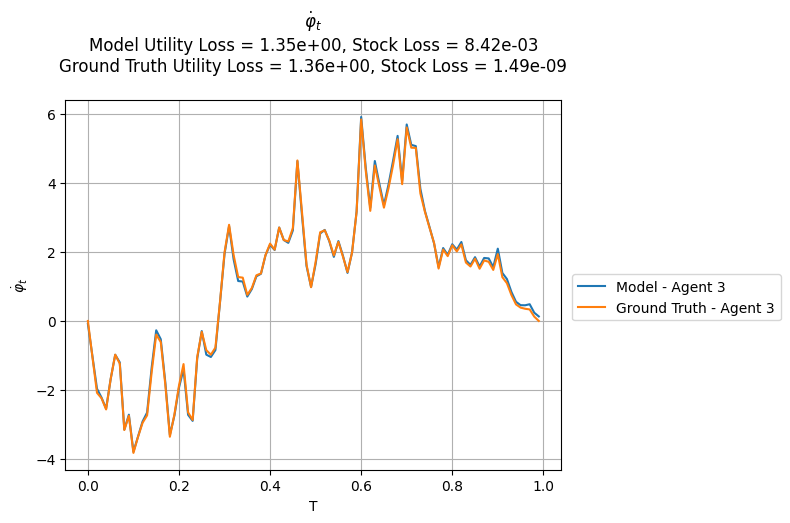 φ̇ₜ
Model Utility Loss = 1.35e+00, Stock Loss = 8.42e-03
Ground Truth Utility Loss = 1.36e+00, Stock Loss = 1.49e-09
6
4
2
0
−2
−4
φ̇ₜ
0.0 0.2 0.4 0.6 0.8 1.0
T
Model - Agent 3
Ground Truth - Agent 3